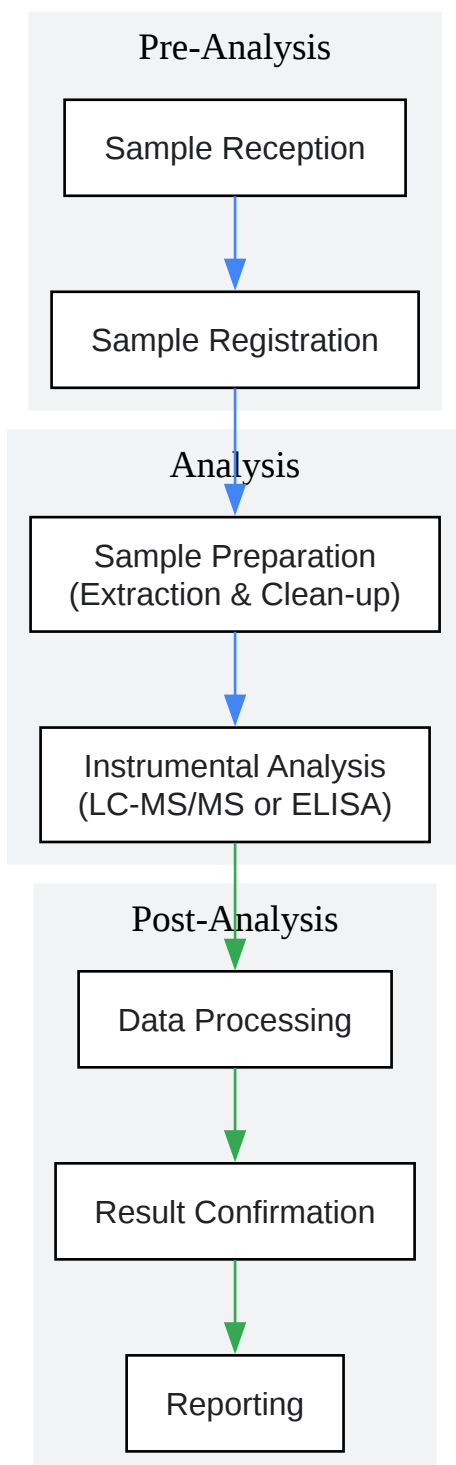 Pre-Analysis
Sample Reception
Sample Registration
Analysis
Sample Preparation
(Extraction & Clean-up)
Instrumental Analysis
(LC-MS/MS or ELISA)
Post-Analysis
Data Processing
Result Confirmation
Reporting